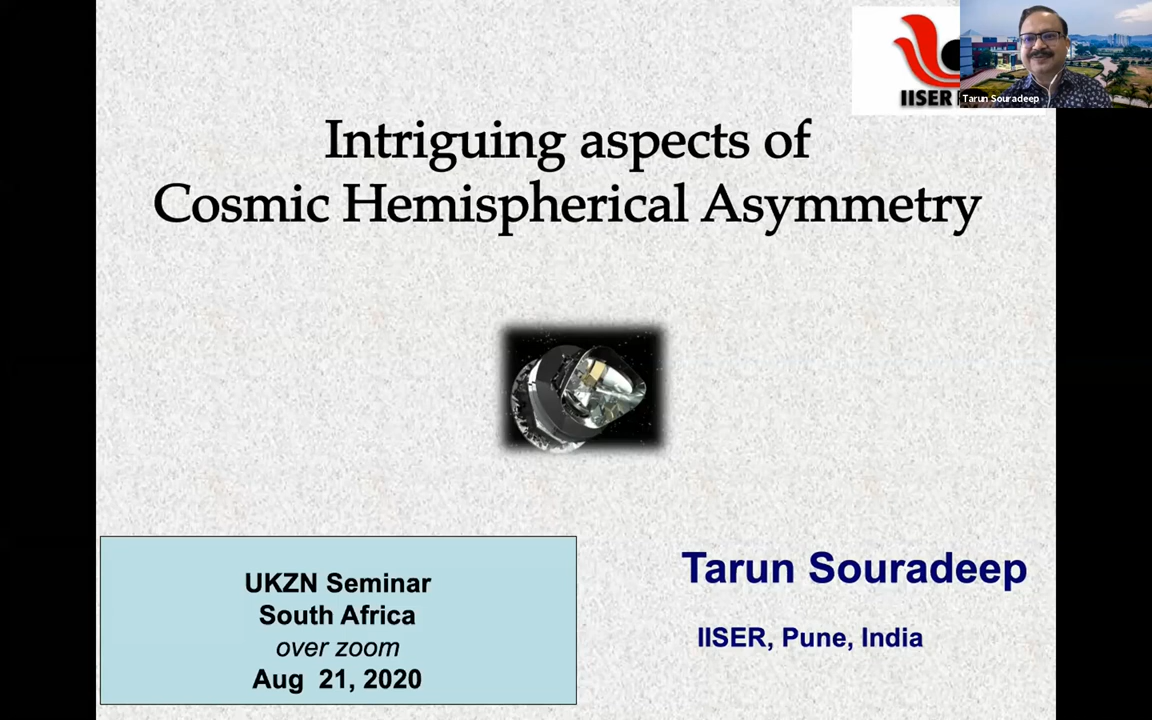 IISER
Tarun Souradeep
Intriguing aspects of
Cosmic Hemispherical Asymmetry
UKZN Seminar
South Africa
over zoom
Aug 21, 2020
Tarun Souradeep
IISER, Pune, India